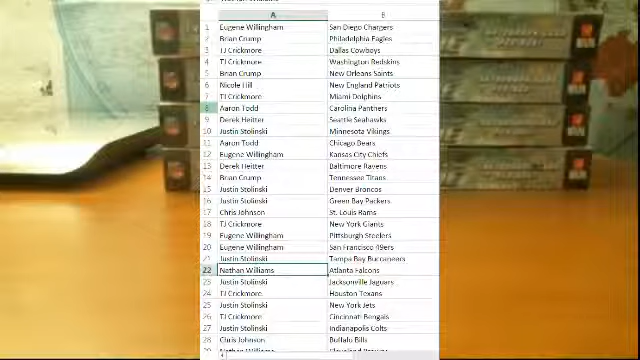 A B
1 Eugene Willingham San Diego Chargers
2 Brian Crump Philadelphia Eagles
3 TJ Crickmore Dallas Cowboys
4 TJ Crickmore Washington Redskins
5 Brian Crump New Orleans Saints
6 Nicole Hill New England Patriots
7 TJ Crickmore Miami Dolphins
8 Aaron Todd Carolina Panthers
9 Derek Heitter Seattle Seahawks
10 Justin Stolinski Minnesota Vikings
11 Aaron Todd Chicago Bears
12 Eugene Willingham Kansas City Chiefs
13 Derek Heitter Baltimore Ravens
14 Brian Crump Tennessee Titans
15 Justin Stolinski Denver Broncos
16 Justin Stolinski Green Bay Packers
17 Chris Johnson St. Louis Rams
18 TJ Crickmore New York Giants
19 Eugene Willingham Pittsburgh Steelers
20 Eugene Willingham San Francisco 49ers
21 Justin Stolinski Tampa Bay Buccaneers
22 Nathan Williams Atlanta Falcons
23 Justin Stolinski Jacksonville Jaguars
24 TJ Crickmore Houston Texans
25 Justin Stolinski New York Jets
26 TJ Crickmore Cincinnati Bengals
27 Justin Stolinski Indianapolis Colts
28 Chris Johnson Buffalo Bills